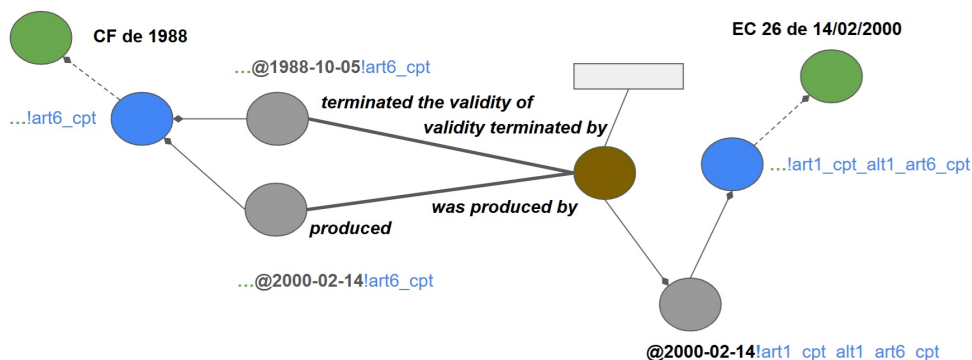 CF de 1988
EC 26 de 14/02/2000
...@1988-10-05!art6_cpt
...!art6_cpt
terminated the validity of
validity terminated by
...!art1_cpt_alt1_art6_cpt
was produced by
produced
...@2000-02-14!art6_cpt
@2000-02-14!art1_cpt_alt1_art6_cpt